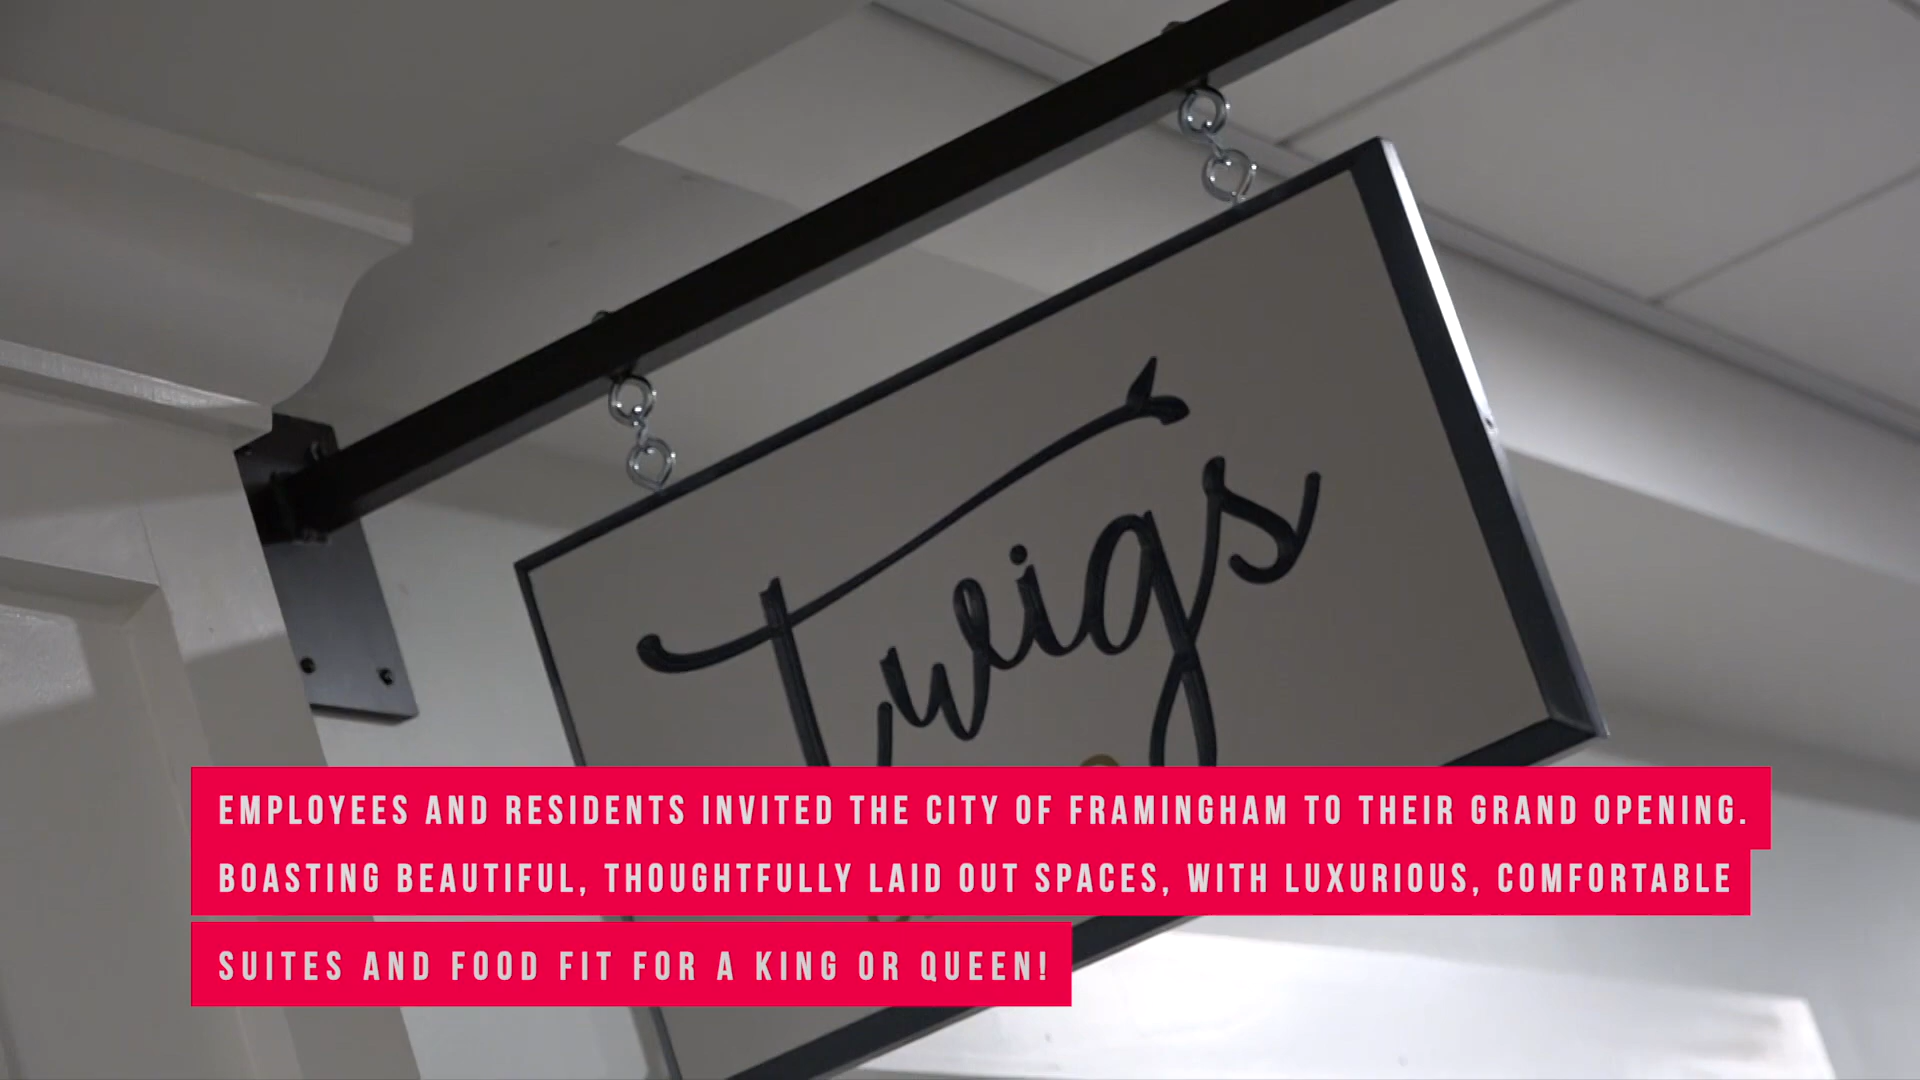 Twigs
EMPLOYEES AND RESIDENTS INVITED THE CITY OF FRAMINGHAM TO THEIR GRAND OPENING.
BOASTING BEAUTIFUL, THOUGHTFULLY LAID OUT SPACES, WITH LUXURIOUS, COMFORTABLE
SUITES AND FOOD FIT FOR A KING OR QUEEN!